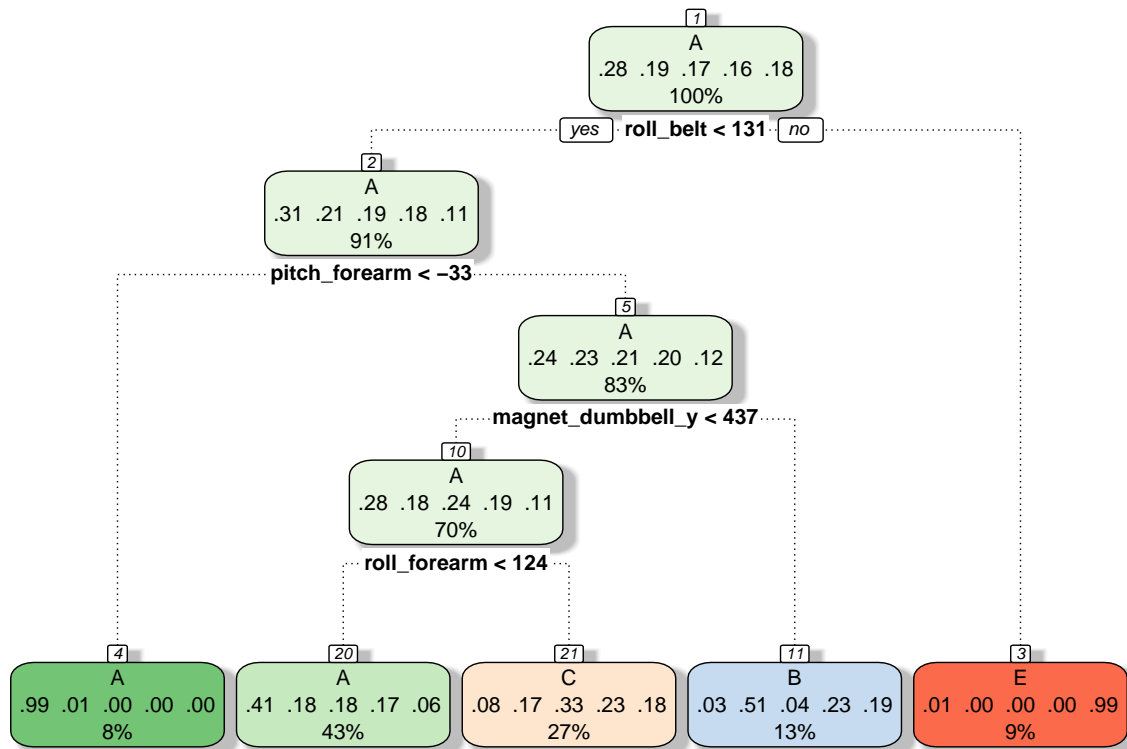 1
A
.28 .19 .17 .16 .18
100%
yes roll_belt < 131 no
2
A
.31 .21 .19 .18 .11
91%
pitch_forearm < −33
5
A
.24 .23 .21 .20 .12
83%
magnet_dumbbell_y < 437
10
A
.28 .18 .24 .19 .11
70%
roll_forearm < 124
4
A
.99 .01 .00 .00 .00
8%
20
A
.41 .18 .18 .17 .06
43%
21
C
.08 .17 .33 .23 .18
27%
11
B
.03 .51 .04 .23 .19
13%
3
E
.01 .00 .00 .00 .99
9%